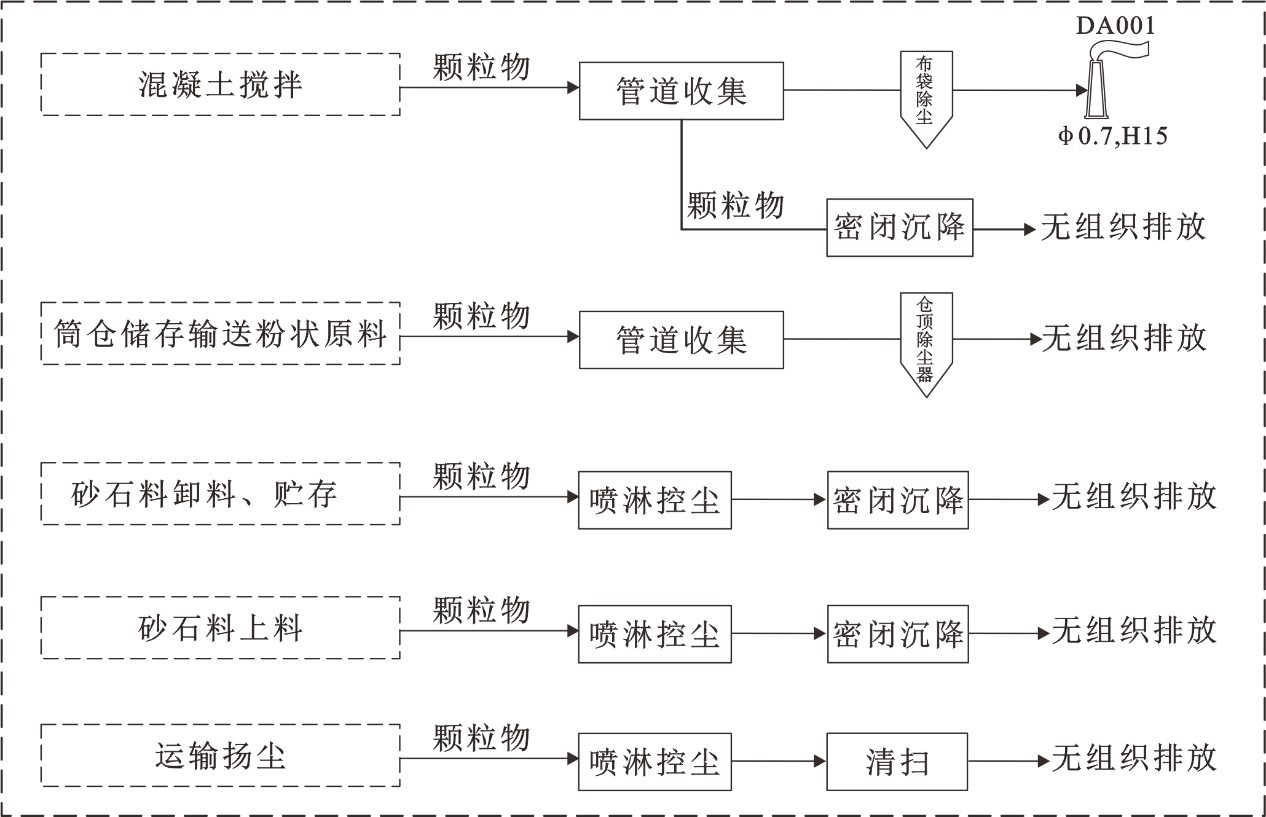 DA001
混凝土搅拌
颗粒物
管道收集
布袋除尘
ф0.7,H15
颗粒物
密闭沉降
无组织排放
筒仓储存输送粉状原料
颗粒物
管道收集
仓顶除尘器
无组织排放
砂石料卸料、贮存
颗粒物
喷淋控尘
密闭沉降
无组织排放
砂石料上料
颗粒物
喷淋控尘
密闭沉降
无组织排放
运输扬尘
颗粒物
喷淋控尘
清扫
无组织排放